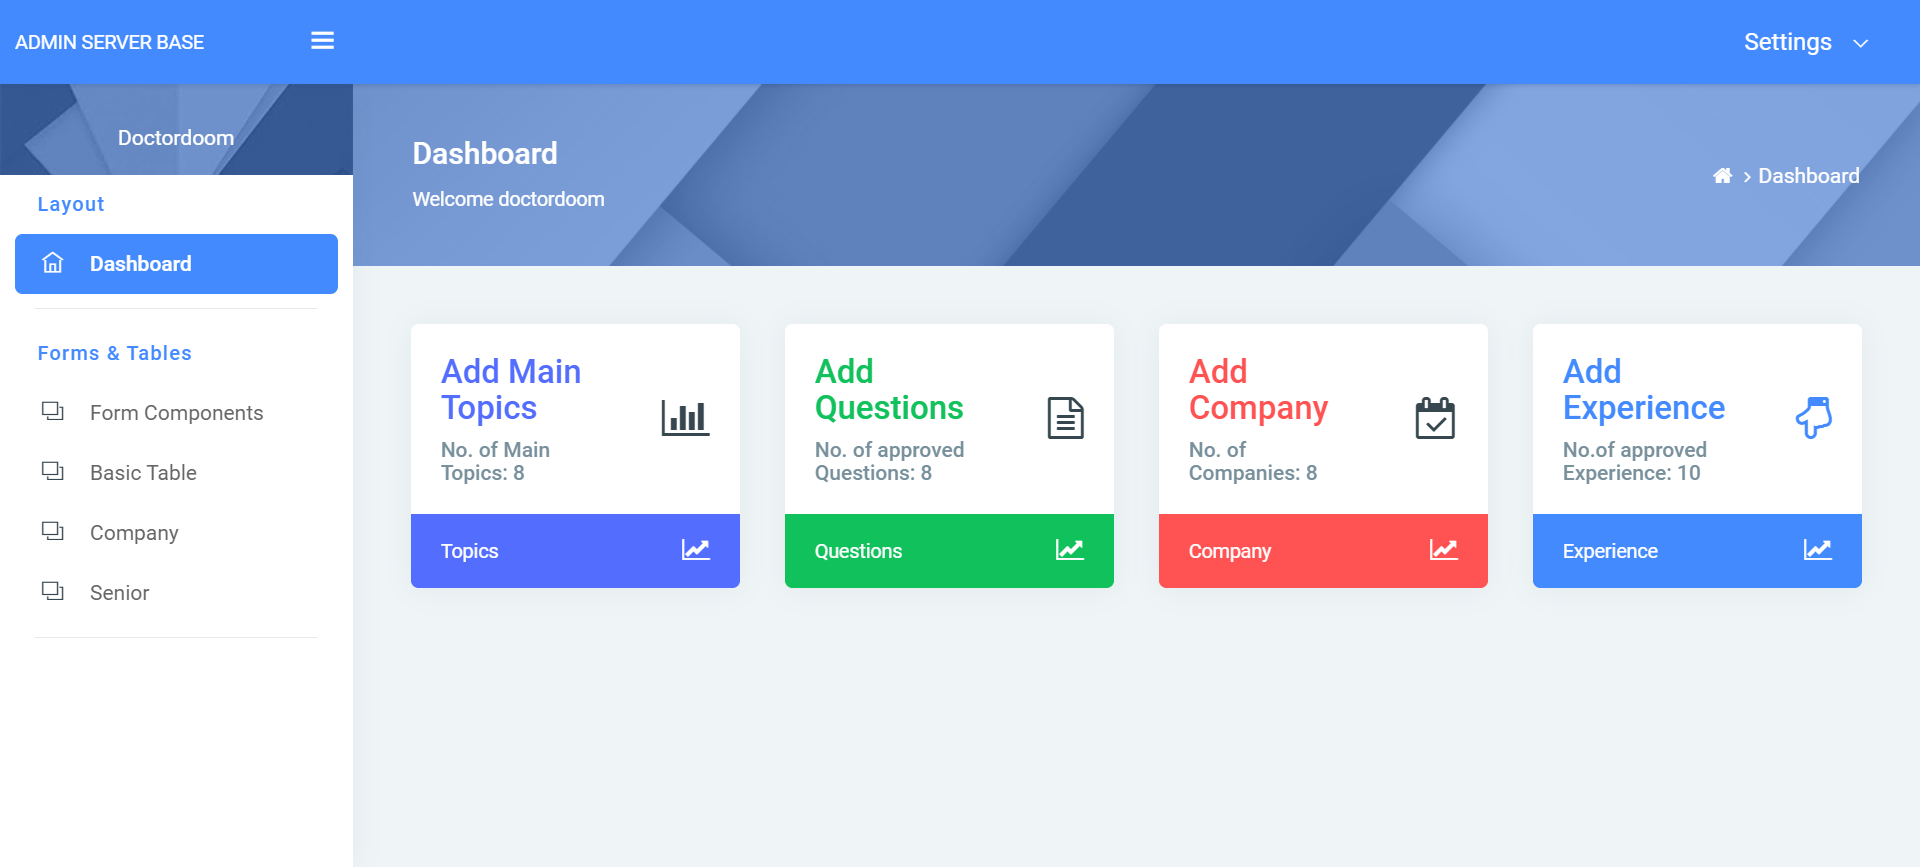 ADMIN SERVER BASE
Settings
Doctordoom
Layout
Dashboard
Forms & Tables
Form Components
Basic Table
Company
Senior
Dashboard
Welcome doctordoom
> Dashboard
Add Main
Topics
No. of Main
Topics: 8
Topics
Add
Questions
No. of approved
Questions: 8
Questions
Add
Company
No. of
Companies: 8
Company
Add
Experience
No.of approved
Experience: 10
Experience